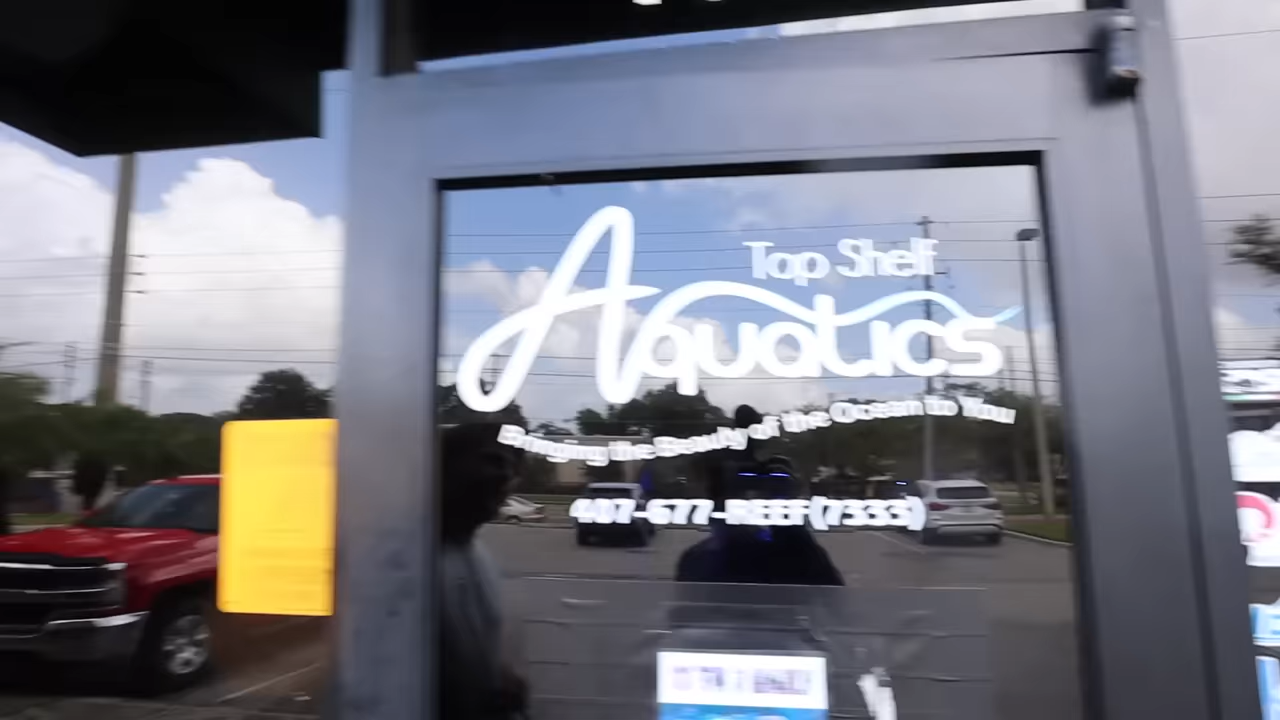 Top Shelf
Aquatics
Bringing the Beauty of the Ocean to You
407-677-REEF(7333)